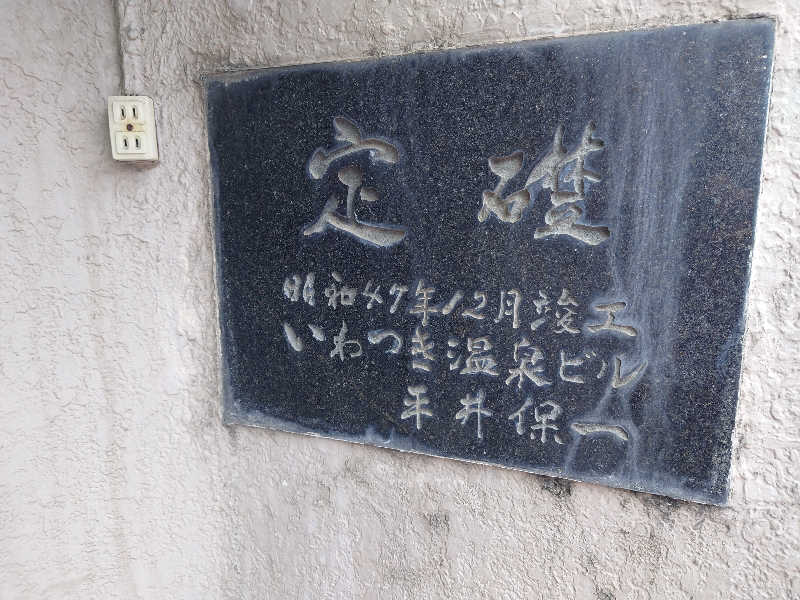 定礎
昭和47年12月竣工
いわつき温泉ビル
平井保一